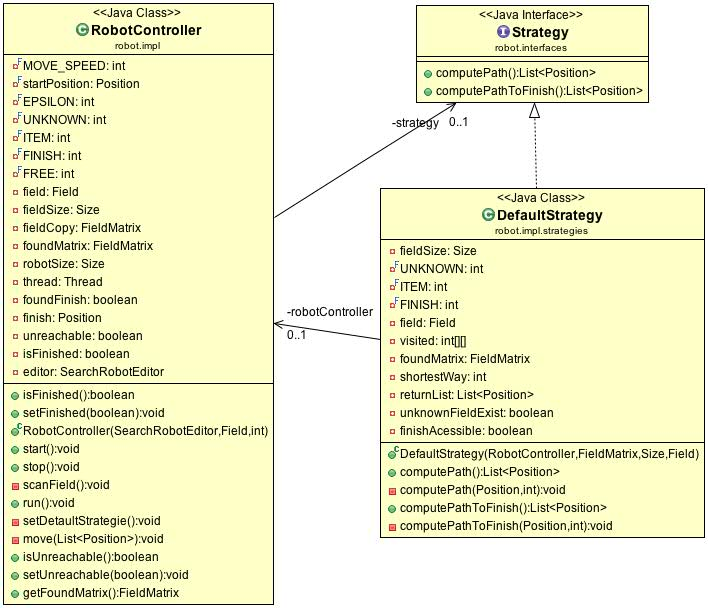 <<Java Class>>
RobotController
robot.impl
MOVE_SPEED: int
startPosition: Position
EPSILON: int
UNKNOWN: int
ITEM: int
FINISH: int
FREE: int
field: Field
fieldSize: Size
fieldCopy: FieldMatrix
foundMatrix: FieldMatrix
robotSize: Size
thread: Thread
foundFinish: boolean
finish: Position
unreachable: boolean
isFinished: boolean
editor: SearchRobotEditor
isFinished():boolean
setFinished(boolean):void
RobotController(SearchRobotEditor,Field,int)
start():void
stop():void
scanField():void
run():void
setDetaultStrategie():void
move(List<Position>):void
isUnreachable():boolean
setUnreachable(boolean):void
getFoundMatrix():FieldMatrix
<<Java Interface>>
Strategy
robot.interfaces
computePath():List<Position>
computePathToFinish():List<Position>
-strategy 0..1
<<Java Class>>
DefaultStrategy
robot.impl.strategies
fieldSize: Size
UNKNOWN: int
ITEM: int
FINISH: int
field: Field
visited: int[][]
foundMatrix: FieldMatrix
shortestWay: int
returnList: List<Position>
unknownFieldExist: boolean
finishAcessible: boolean
DefaultStrategy(RobotController,FieldMatrix,Size,Field)
computePath():List<Position>
computePath(Position,int):void
computePathToFinish():List<Position>
computePathToFinish(Position,int):void
-robotController
0..1